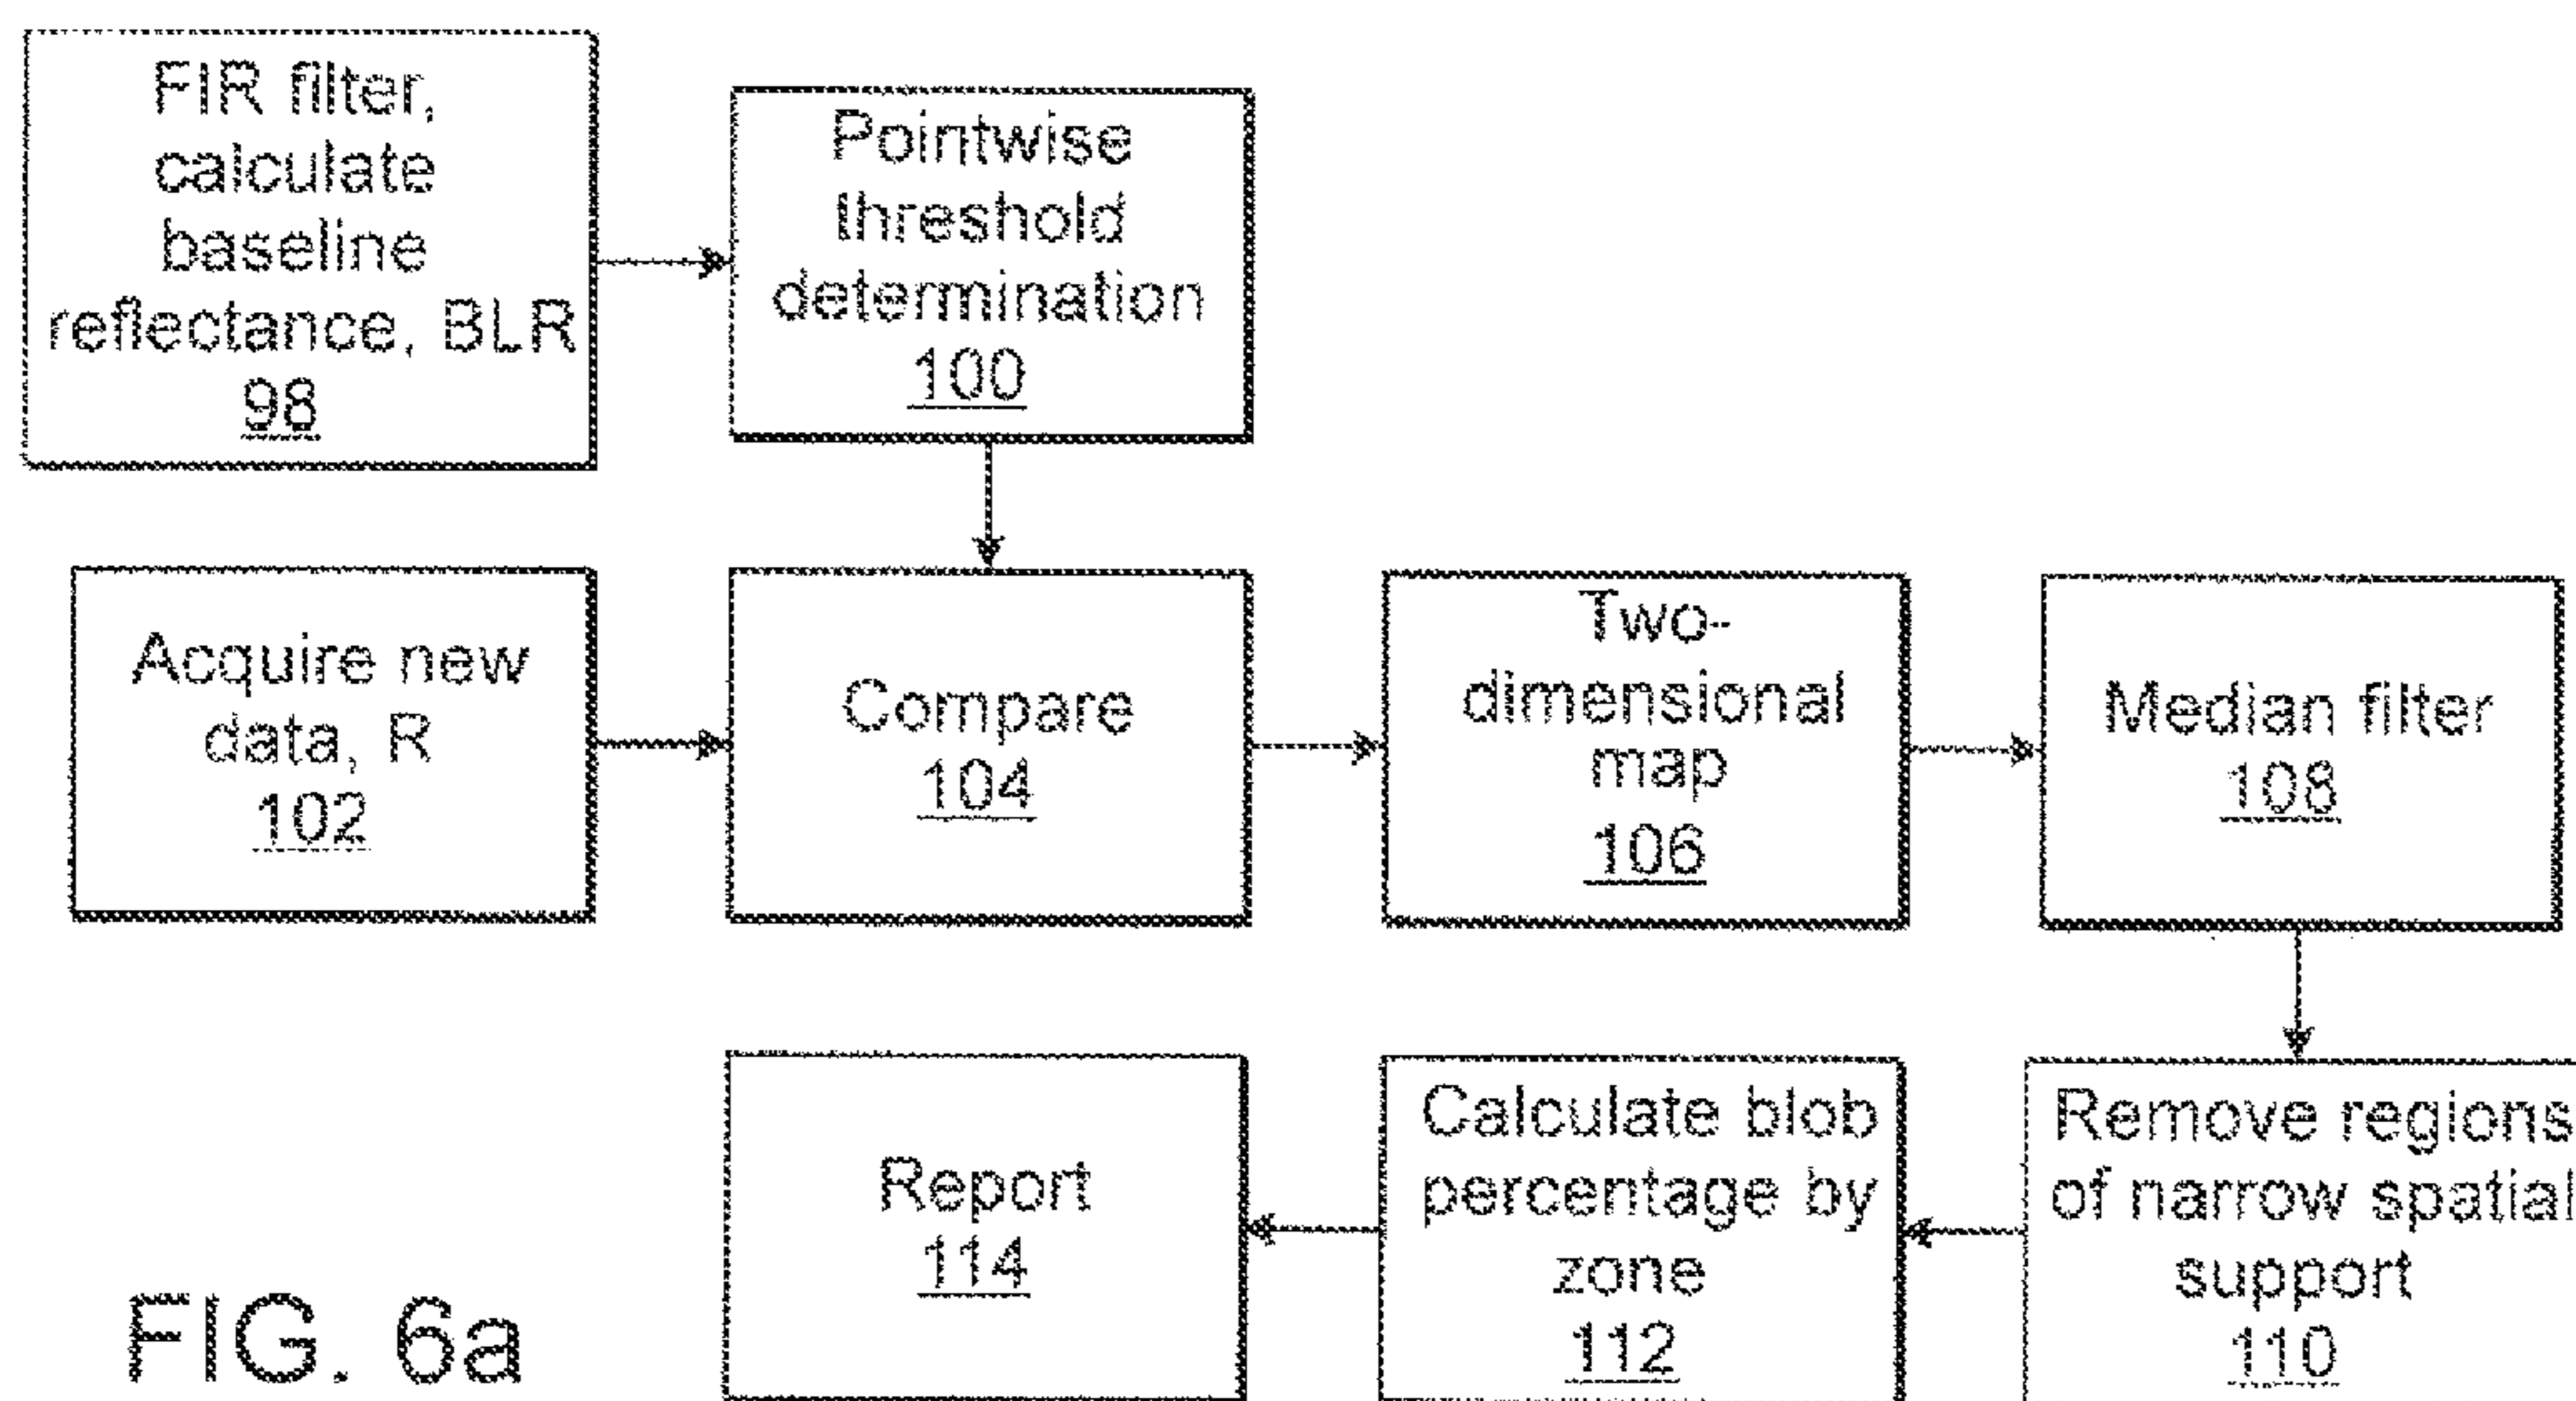 FIR filter,
calculate
baseline
reflectance, BLR
98
Pointwise
threshold
determination
100
Acquire new
data, R
102
Compare
104
Two-
dimensional
map
106
Median filter
108
Remove regions
of narrow spatial
support
110
Calculate blob
percentage by
zone
112
Report
114
FIG. 6a